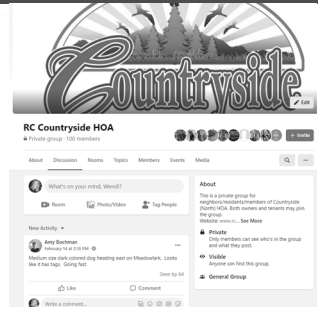 Countryside
Edit
RC Countryside HOA
Private group · 100 members
+ Invite
About Discussion Rooms Topics Members Events Media
What's on your mind, Wendi?
Room Photo/Video Tag People
New Activity
Amy Bochman
February 14 at 2:19 PM
Medium size dark colored dog heading east on Meadowlark. Looks
like it has tags. Going fast.
Seen by 64
Like Comment
Write a comment...
About
This is a private group for
neighbors/residents/members of Countryside
(North) HOA. Both owners and tenants may join
the group.
Website: www.rc... See More
Private
Only members can see who's in the group
and what they post.
Visible
Anyone can find this group.
General Group